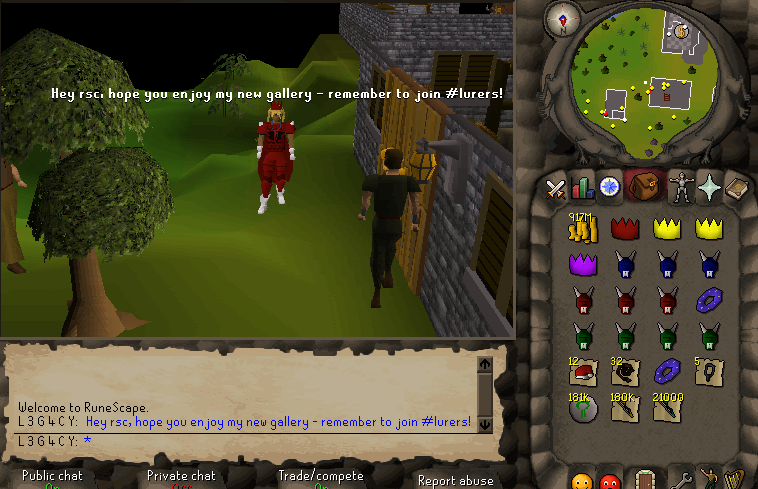 Hey rsc, hope you enjoy my new gallery - remember to join #lurers!
N
917M
12
32
5
181K
180K
21000
Welcome to RuneScape.
L3G4CY: Hey rsc, hope you enjoy my new gallery - remember to join #lurers!
L3G4CY: *
Public chat
Private chat
Trade/compete
Report abuse